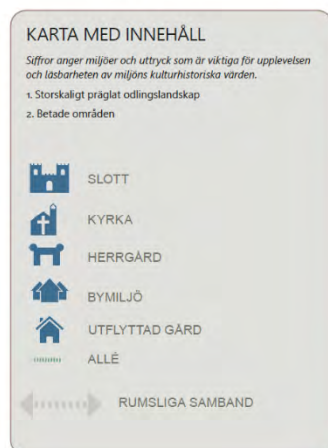 KARTA MED INNEHÅLL
Siffror anger miljöer och uttryck som är viktiga för upplevelsen
och läsbarheten av miljöns kulturhistoriska värden.
1. Storskaligt präglat odlingslandskap
2. Betade områden
SLOTT
KYRKA
HERRGÅRD
BYMILJÖ
UTFLYTTAD GÅRD
ALLÉ
RUMSLIGA SAMBAND